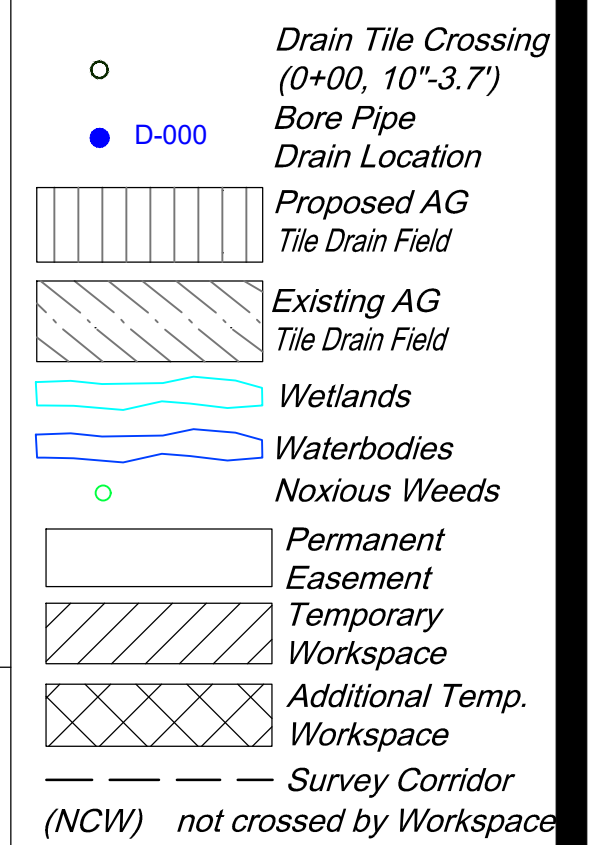 Drain Tile Crossing
(0+00, 10"-3.7')
D-000
Bore Pipe
Drain Location
Proposed AG
Tile Drain Field
Existing AG
Tile Drain Field
Wetlands
Waterbodies
Noxious Weeds
Permanent
Easement
Temporary
Workspace
Additional Temp.
Workspace
Survey Corridor
(NCW) not crossed by Workspace